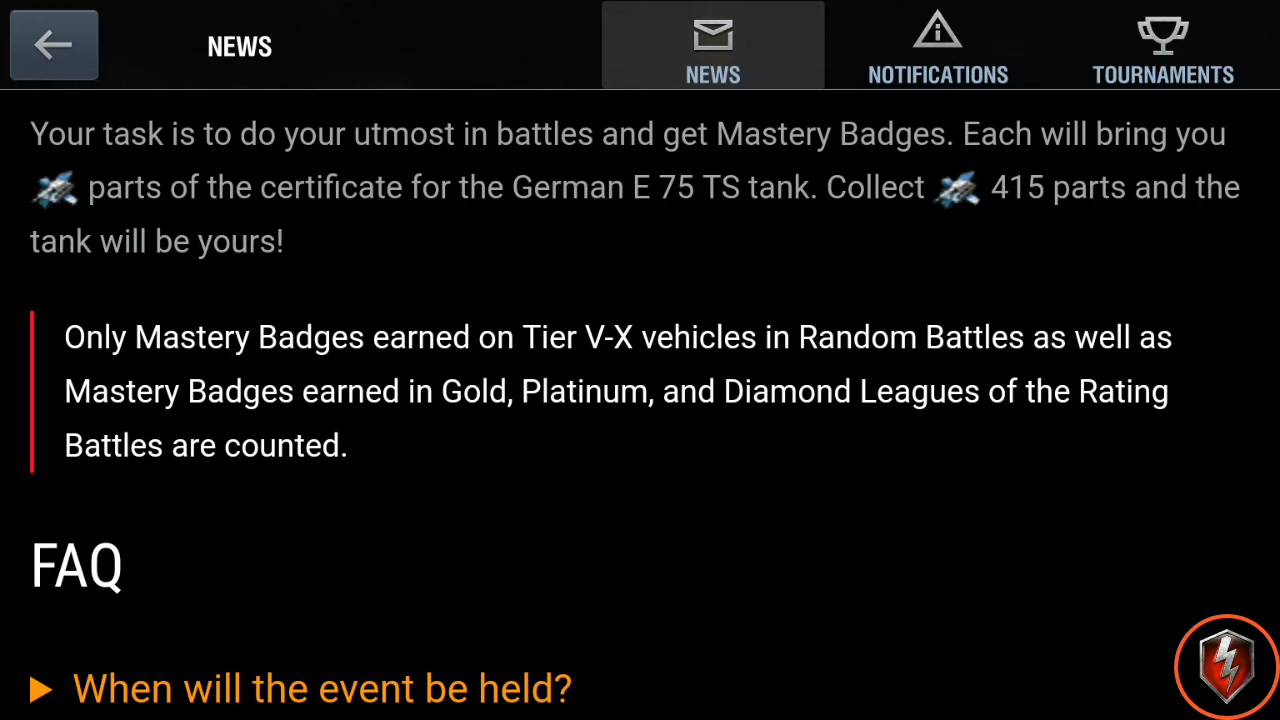 NEWS
NEWS
NOTIFICATIONS
TOURNAMENTS
Your task is to do your utmost in battles and get Mastery Badges. Each will bring you
parts of the certificate for the German E 75 TS tank. Collect 415 parts and the
tank will be yours!
Only Mastery Badges earned on Tier V-X vehicles in Random Battles as well as
Mastery Badges earned in Gold, Platinum, and Diamond Leagues of the Rating
Battles are counted.
FAQ
When will the event be held?